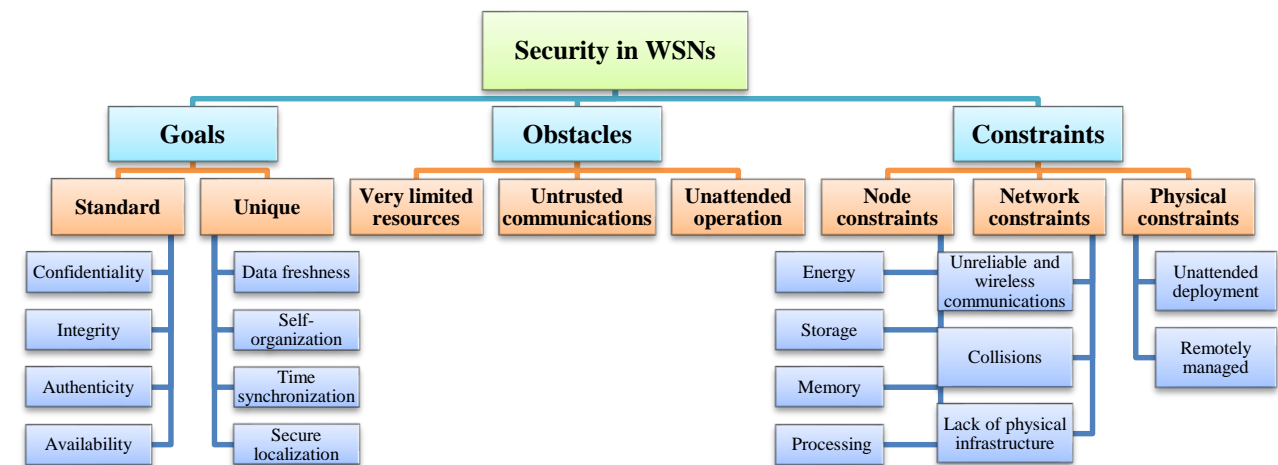 Security in WSNs
Goals
Obstacles
Constraints
Standard
Unique
Very limited
resources
Untrusted
communications
Unattended
operation
Node
constraints
Network
constraints
Physical
constraints
Confidentiality
Integrity
Authenticity
Availability
Data freshness
Self-
organization
Time
synchronization
Secure
localization
Energy
Storage
Memory
Processing
Unreliable and
wireless
communications
Collisions
Lack of physical
infrastructure
Unattended
deployment
Remotely
managed